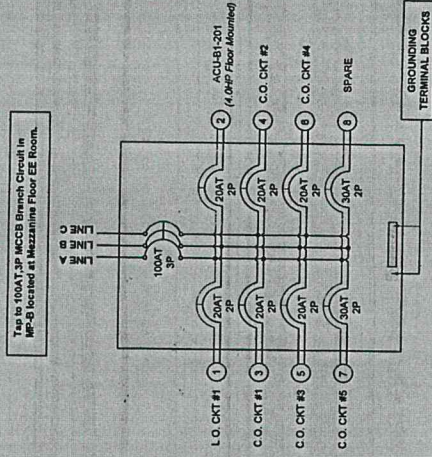 Tap to 100AT,3P MCCB Branch Circuit in
MP-B located at Mezzanine Floor EE Room.
LINE A
LINE B
LINE C
100AT
3P
L.O. CKT #1
1
20AT
2P
20AT
2P
2
ACU-B1-201
(4.0HP Floor Mounted)
C.O. CKT #1
3
20AT
2P
20AT
2P
4
C.O. CKT #2
C.O. CKT #3
5
20AT
2P
20AT
2P
6
C.O. CKT #4
C.O. CKT #5
7
30AT
2P
30AT
2P
8
SPARE
GROUNDING
TERMINAL BLOCKS